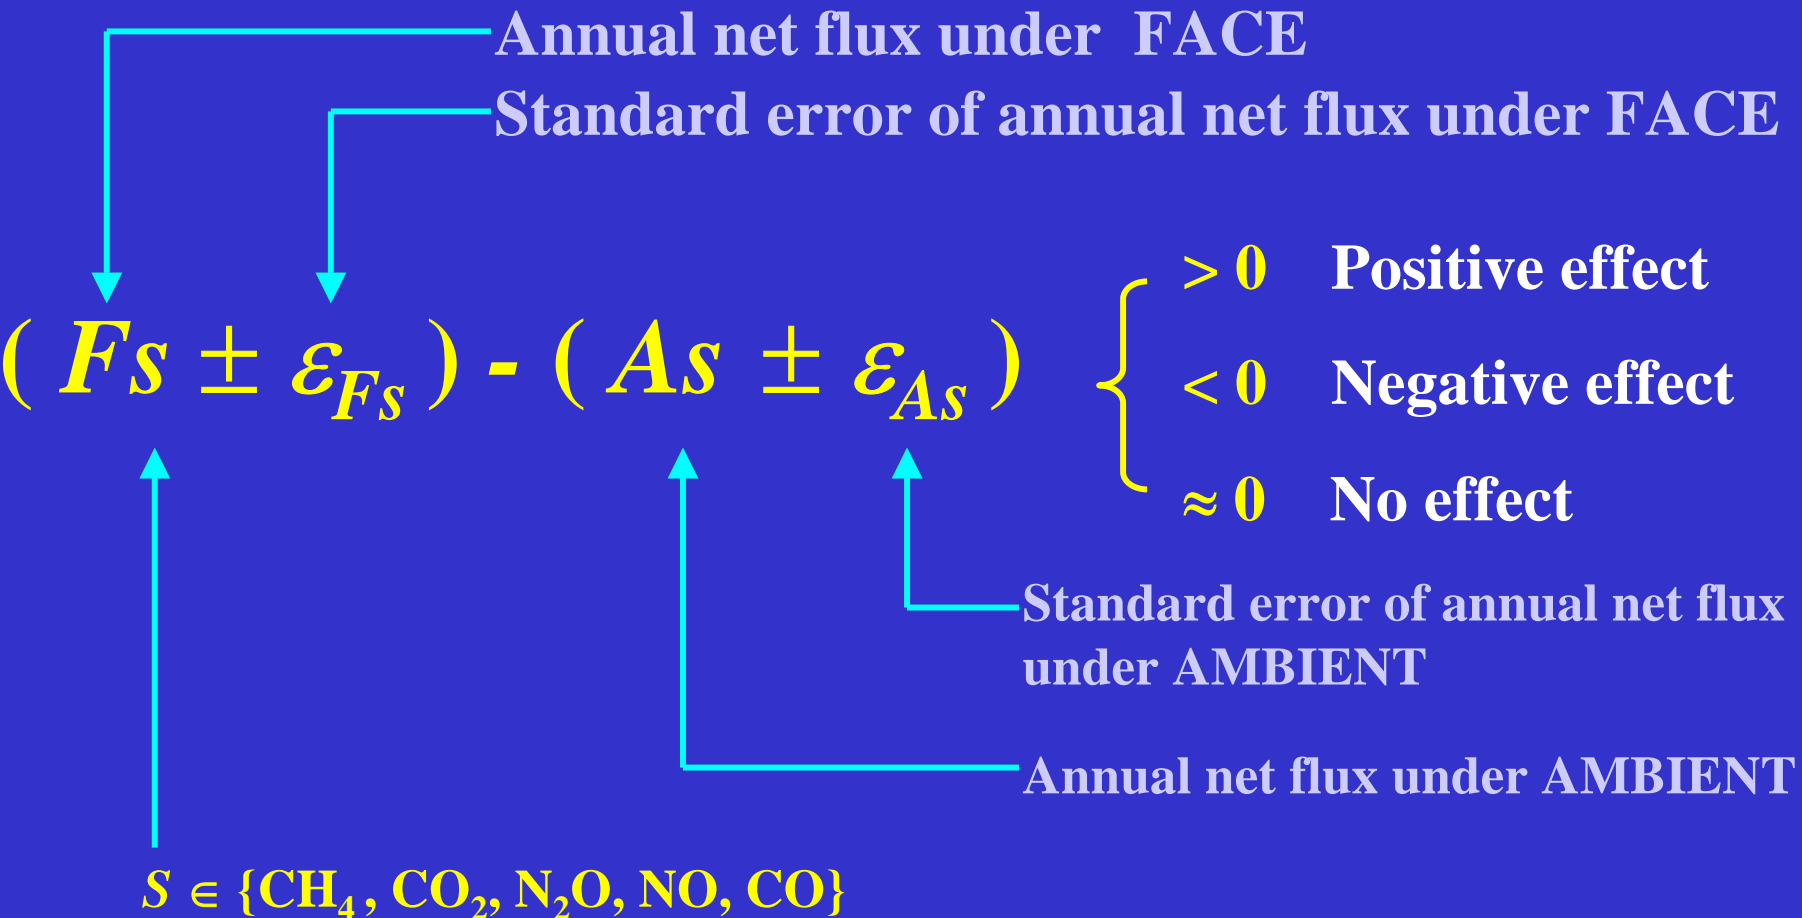 Annual net flux under FACE
Standard error of annual net flux under FACE
( Fs ± ε_Fs ) - ( As ± ε_As )
> 0 Positive effect
< 0 Negative effect
≈ 0 No effect
Standard error of annual net flux
under AMBIENT
Annual net flux under AMBIENT
S ∈ {CH₄ , CO₂, N₂O, NO, CO}